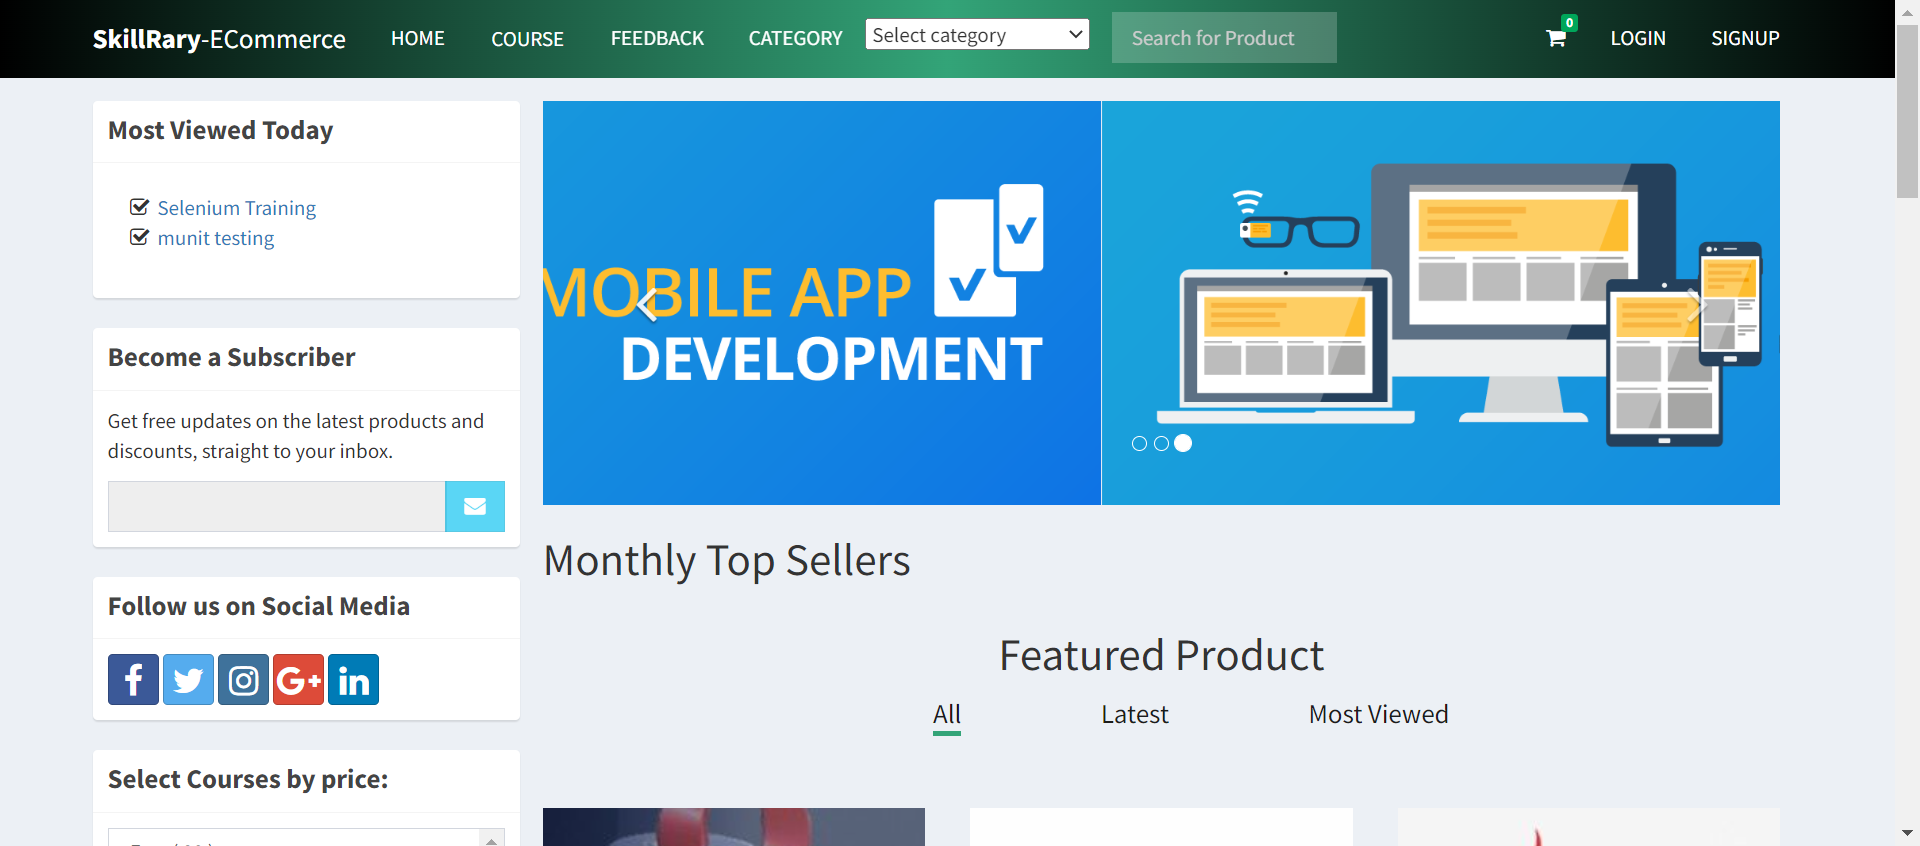 SkillRary-ECommerce HOME COURSE FEEDBACK CATEGORY Select category Search for Product 0 LOGIN SIGNUP
Most Viewed Today
Selenium Training
munit testing
Become a Subscriber
Get free updates on the latest products and
discounts, straight to your inbox.
Follow us on Social Media
Select Courses by price:
MOBILE APP
DEVELOPMENT
Monthly Top Sellers
Featured Product
All Latest Most Viewed